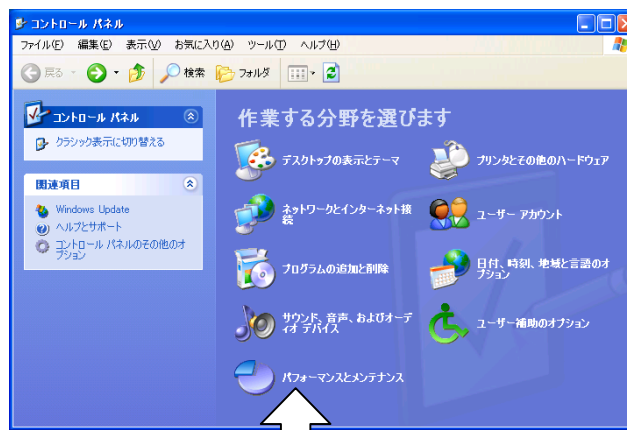 コントロール パネル
ファイル(F) 編集(E) 表示(V) お気に入り(A) ツール(T) ヘルプ(H)
戻る 検索 フォルダ
コントロール パネル
クラシック表示に切り替える
関連項目
Windows Update
ヘルプとサポート
コントロール パネルのその他のオ
プション
作業する分野を選びます
デスクトップの表示とテーマ
プリンタとその他のハードウェア
ネットワークとインターネット接
続
ユーザー アカウント
プログラムの追加と削除
日付、時刻、地域と言語のオ
プション
サウンド、音声、およびオーデ
ィオ デバイス
ユーザー補助のオプション
パフォーマンスとメンテナンス